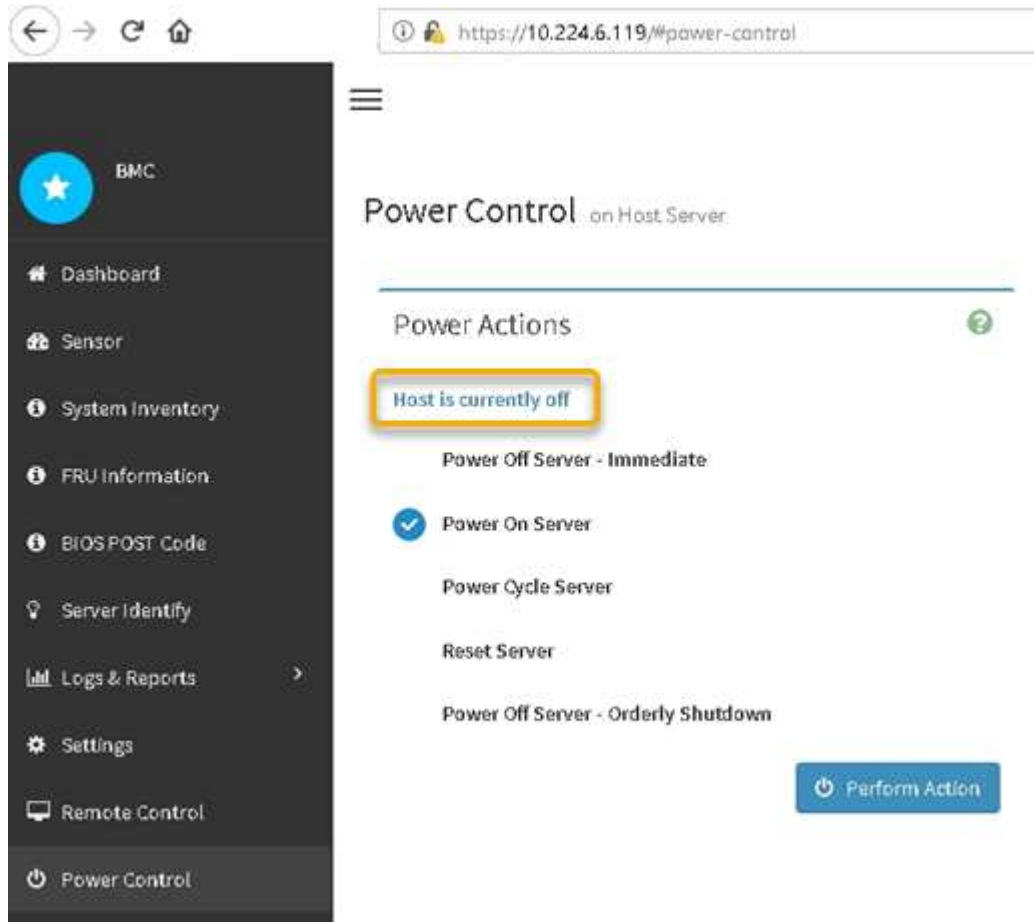 https://10.224.6.119/#power-control
BMC
Dashboard
Sensor
System Inventory
FRU Information
BIOS POST Code
Server Identify
Logs & Reports
Settings
Remote Control
Power Control
Power Control on Host Server
Power Actions
Host is currently off
Power Off Server - Immediate
Power On Server
Power Cycle Server
Reset Server
Power Off Server - Orderly Shutdown
Perform Action